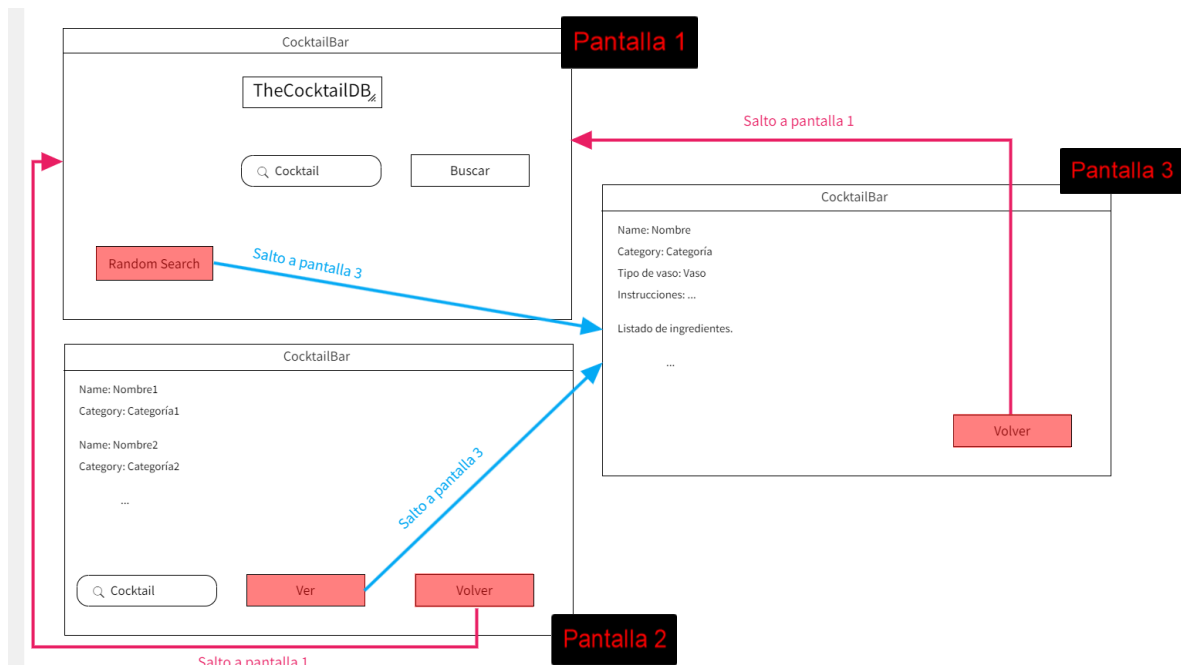 CocktailBar
Pantalla 1
TheCocktailDB
Cocktail
Buscar
Random Search
Salto a pantalla 3
Salto a pantalla 1
Pantalla 3
CocktailBar
Name: Nombre
Category: Categoría
Tipo de vaso: Vaso
Instrucciones: ...
Listado de ingredientes.
...
Volver
CocktailBar
Name: Nombre1
Category: Categoría1
Name: Nombre2
Category: Categoría2
...
Salto a pantalla 3
Cocktail
Ver
Volver
Pantalla 2
Salto a pantalla 1